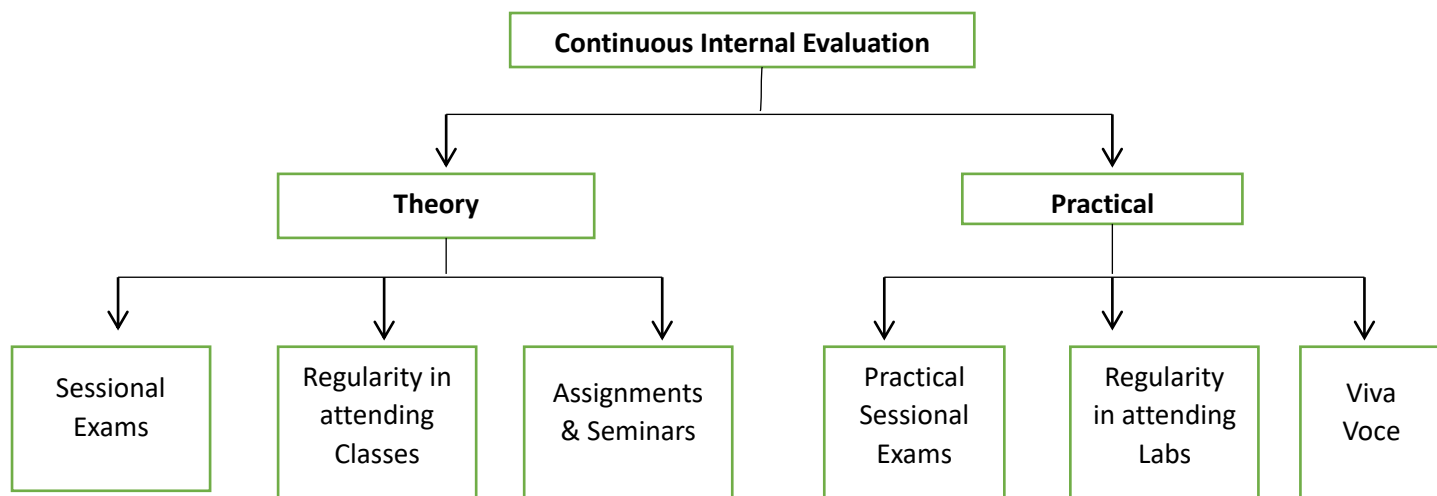 Continuous Internal Evaluation
Theory
Practical
Sessional
Exams
Regularity in
attending
Classes
Assignments
& Seminars
Practical
Sessional
Exams
Regularity
in attending
Labs
Viva
Voce